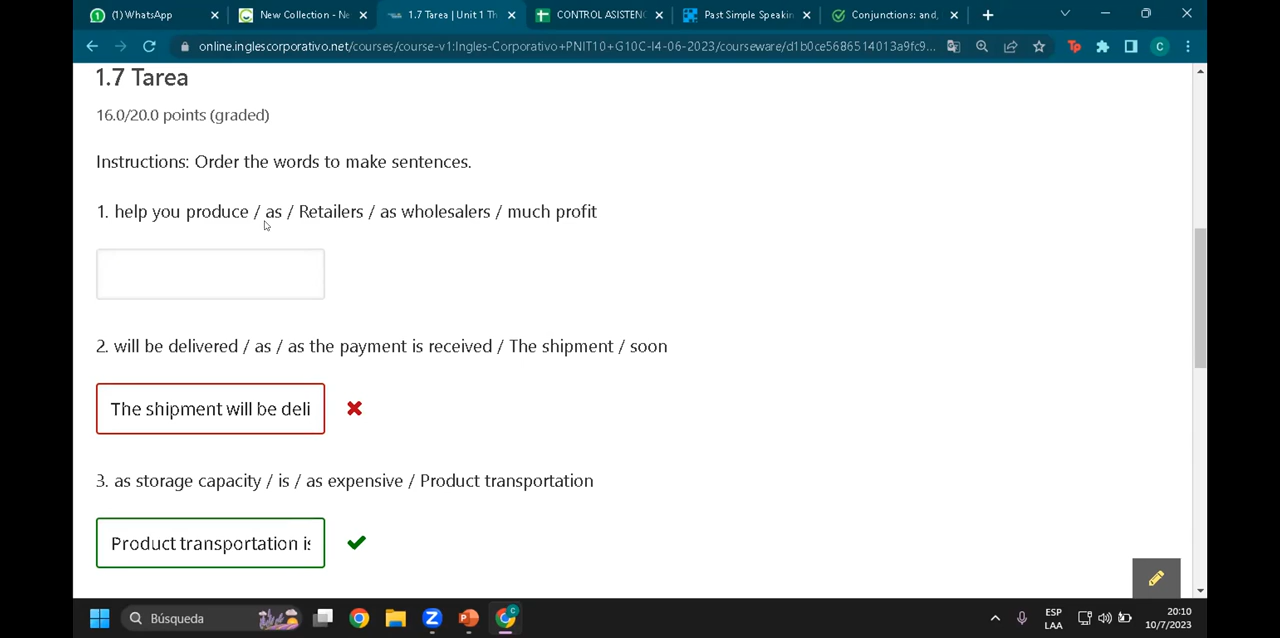 (1) WhatsApp
New Collection - Ne
1.7 Tarea | Unit 1 Th
CONTROL ASISTEN
Past Simple Speakin
Conjunctions: and,
online.inglescorporativo.net/courses/course-v1:Ingles-Corporativo+PNIT10+G10C-I4-06-2023/courseware/d1b0ce5686514013a9fc9...
Tp
C
1.7 Tarea
16.0/20.0 points (graded)
Instructions: Order the words to make sentences.
1. help you produce / as / Retailers / as wholesalers / much profit
2. will be delivered / as / as the payment is received / The shipment / soon
The shipment will be deli
3. as storage capacity / is / as expensive / Product transportation
Product transportation is
Búsqueda
ESP
LAA
20:10
10/7/2023